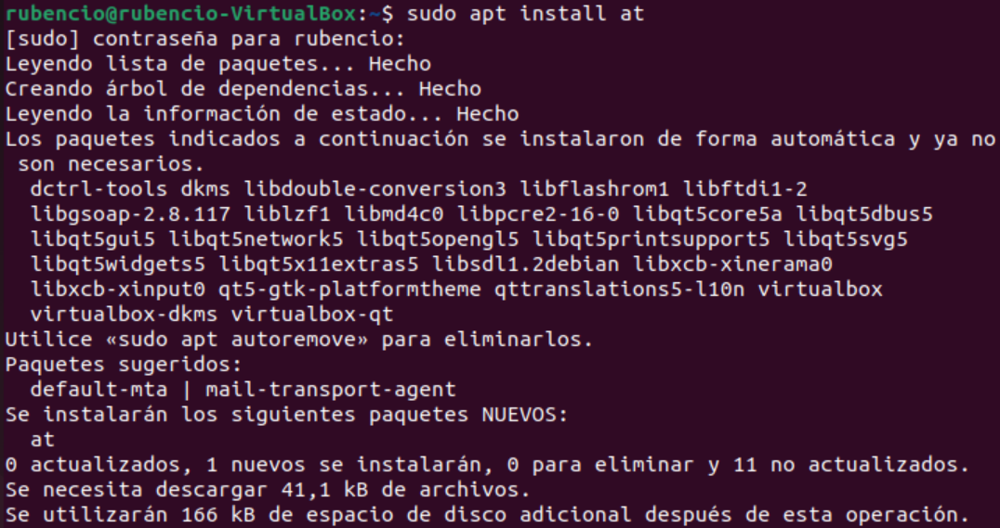 rubencio@rubencio-VirtualBox:~$ sudo apt install at
[sudo] contraseña para rubencio:
Leyendo lista de paquetes... Hecho
Creando árbol de dependencias... Hecho
Leyendo la información de estado... Hecho
Los paquetes indicados a continuación se instalaron de forma automática y ya no
 son necesarios.
  dctrl-tools dkms libdouble-conversion3 libflashrom1 libftdi1-2
  libgsoap-2.8.117 liblzf1 libmd4c0 libpcre2-16-0 libqt5core5a libqt5dbus5
  libqt5gui5 libqt5network5 libqt5opengl5 libqt5printsupport5 libqt5svg5
  libqt5widgets5 libqt5x11extras5 libsdl1.2debian libxcb-xinerama0
  libxcb-xinput0 qt5-gtk-platformtheme qttranslations5-l10n virtualbox
  virtualbox-dkms virtualbox-qt
Utilice «sudo apt autoremove» para eliminarlos.
Paquetes sugeridos:
  default-mta | mail-transport-agent
Se instalarán los siguientes paquetes NUEVOS:
  at
0 actualizados, 1 nuevos se instalarán, 0 para eliminar y 11 no actualizados.
Se necesita descargar 41,1 kB de archivos.
Se utilizarán 166 kB de espacio de disco adicional después de esta operación.